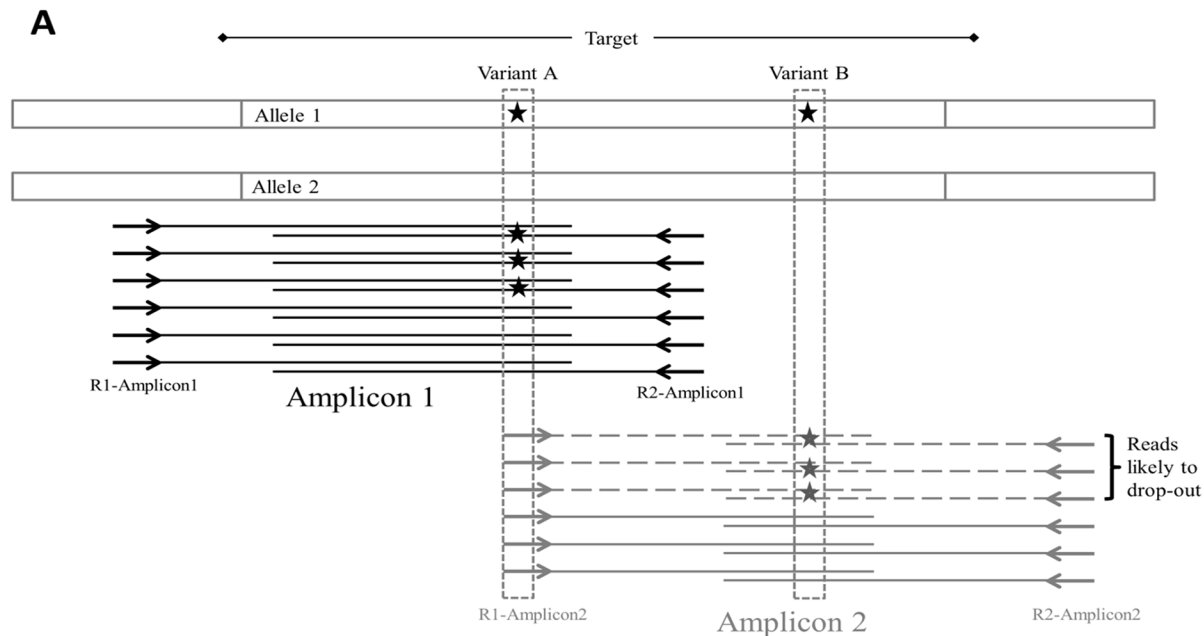 A
Target
Variant A
Variant B
Allele 1
Allele 2
R1-Amplicon1
Amplicon 1
R2-Amplicon1
Reads
likely to
drop-out
R1-Amplicon2
Amplicon 2
R2-Amplicon2